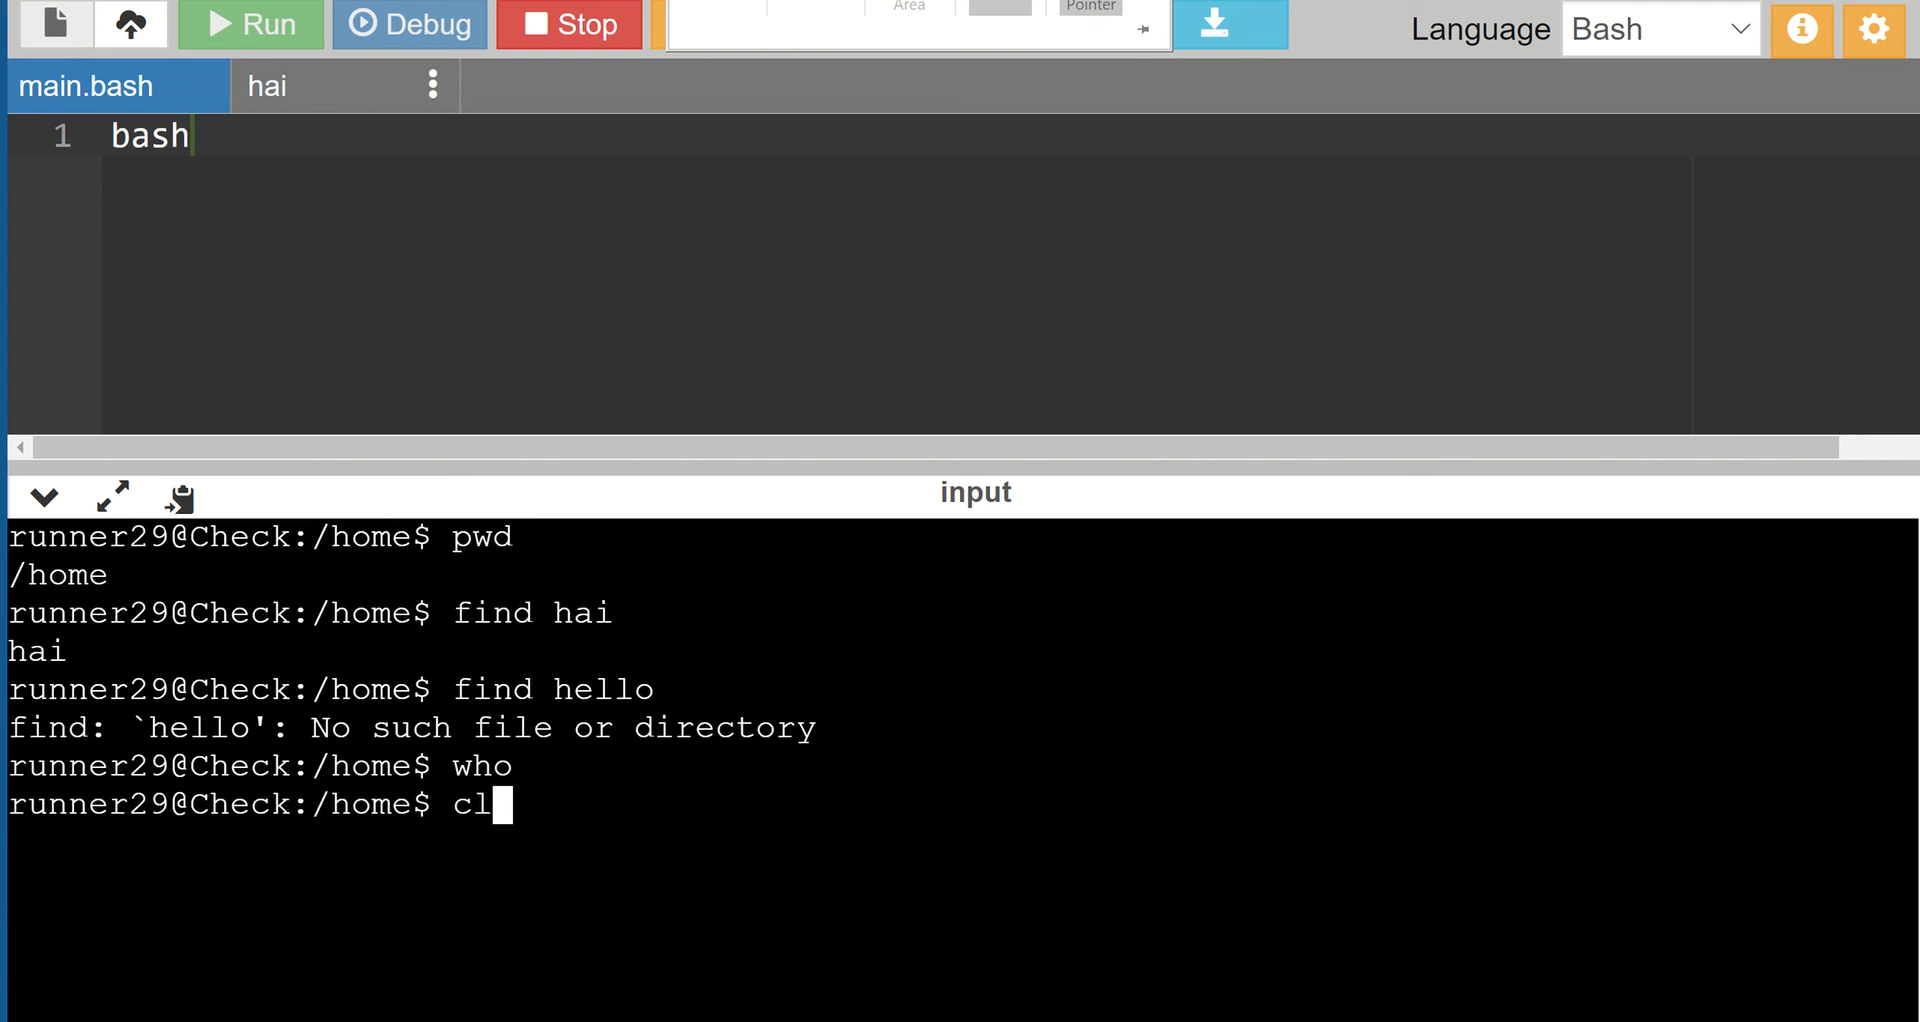 Area
Pointer
Run
Debug
Stop
Language
Bash
main.bash
hai
1 bash
input
runner29@Check:/home$ pwd
/home
runner29@Check:/home$ find hai
hai
runner29@Check:/home$ find hello
find: `hello': No such file or directory
runner29@Check:/home$ who
runner29@Check:/home$ cl